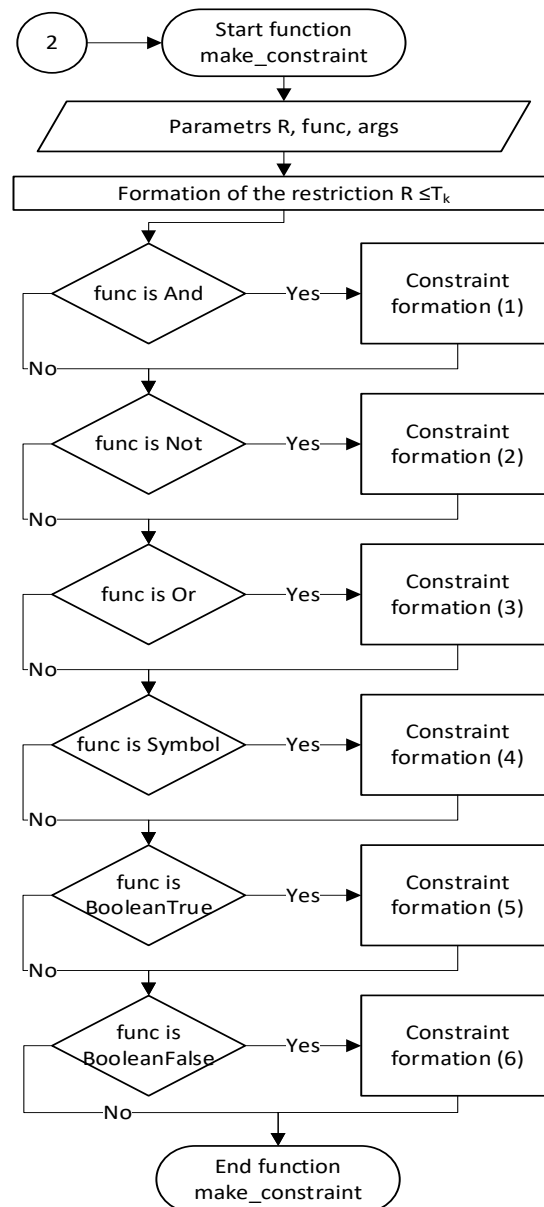 2
Start function
make_constraint
Parametrs R, func, args
Formation of the restriction R ≤Tₖ
func is And
Yes
Constraint
formation (1)
No
func is Not
Yes
Constraint
formation (2)
No
func is Or
Yes
Constraint
formation (3)
No
func is Symbol
Yes
Constraint
formation (4)
No
func is
BooleanTrue
Yes
Constraint
formation (5)
No
func is
BooleanFalse
Yes
Constraint
formation (6)
No
End function
make_constraint